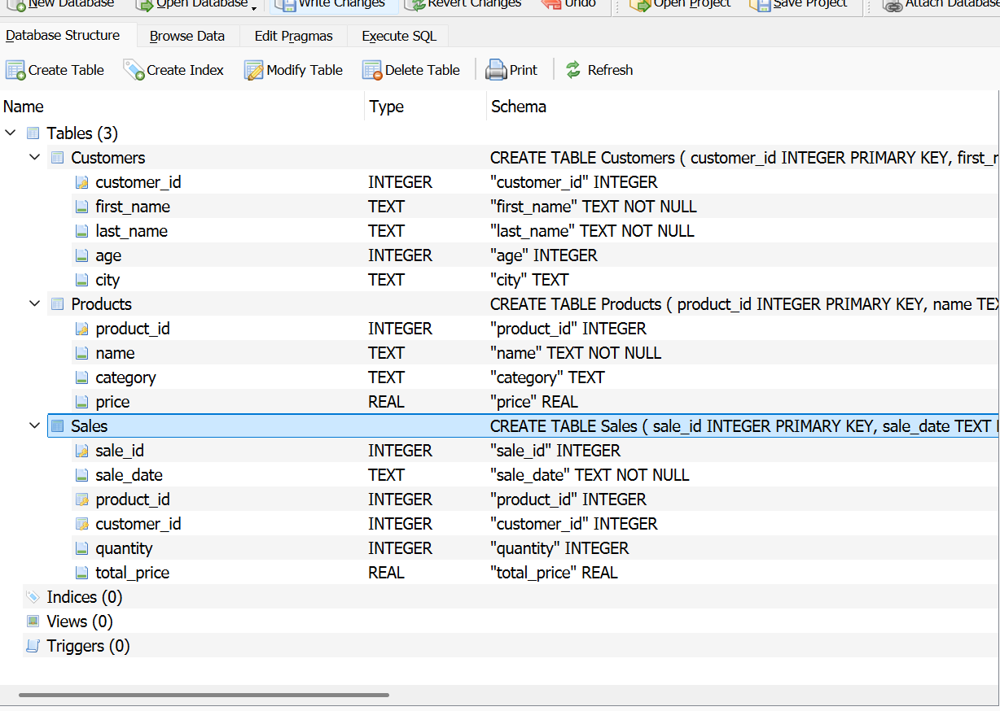 New Database Open Database Write Changes Revert Changes Undo Open Project Save Project Attach Database
Database Structure Browse Data Edit Pragmas Execute SQL
Create Table Create Index Modify Table Delete Table Print Refresh
Name Type Schema
Tables (3)
Customers CREATE TABLE Customers ( customer_id INTEGER PRIMARY KEY, first_
customer_id INTEGER "customer_id" INTEGER
first_name TEXT "first_name" TEXT NOT NULL
last_name TEXT "last_name" TEXT NOT NULL
age INTEGER "age" INTEGER
city TEXT "city" TEXT
Products CREATE TABLE Products ( product_id INTEGER PRIMARY KEY, name TEX
product_id INTEGER "product_id" INTEGER
name TEXT "name" TEXT NOT NULL
category TEXT "category" TEXT
price REAL "price" REAL
Sales CREATE TABLE Sales ( sale_id INTEGER PRIMARY KEY, sale_date TEXT
sale_id INTEGER "sale_id" INTEGER
sale_date TEXT "sale_date" TEXT NOT NULL
product_id INTEGER "product_id" INTEGER
customer_id INTEGER "customer_id" INTEGER
quantity INTEGER "quantity" INTEGER
total_price REAL "total_price" REAL
Indices (0)
Views (0)
Triggers (0)